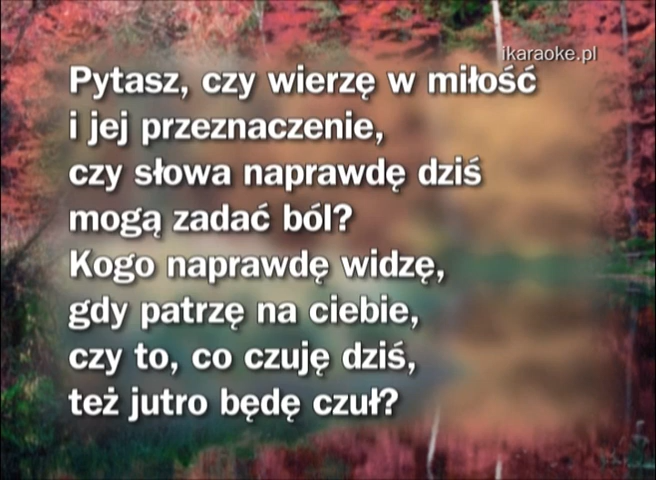 ikaraoke.pl
Pytasz, czy wierzę w miłość
i jej przeznaczenie,
czy słowa naprawdę dziś
mogą zadać ból?
Kogo naprawdę widzę,
gdy patrzę na ciebie,
czy to, co czuję dziś,
też jutro będę czuł?